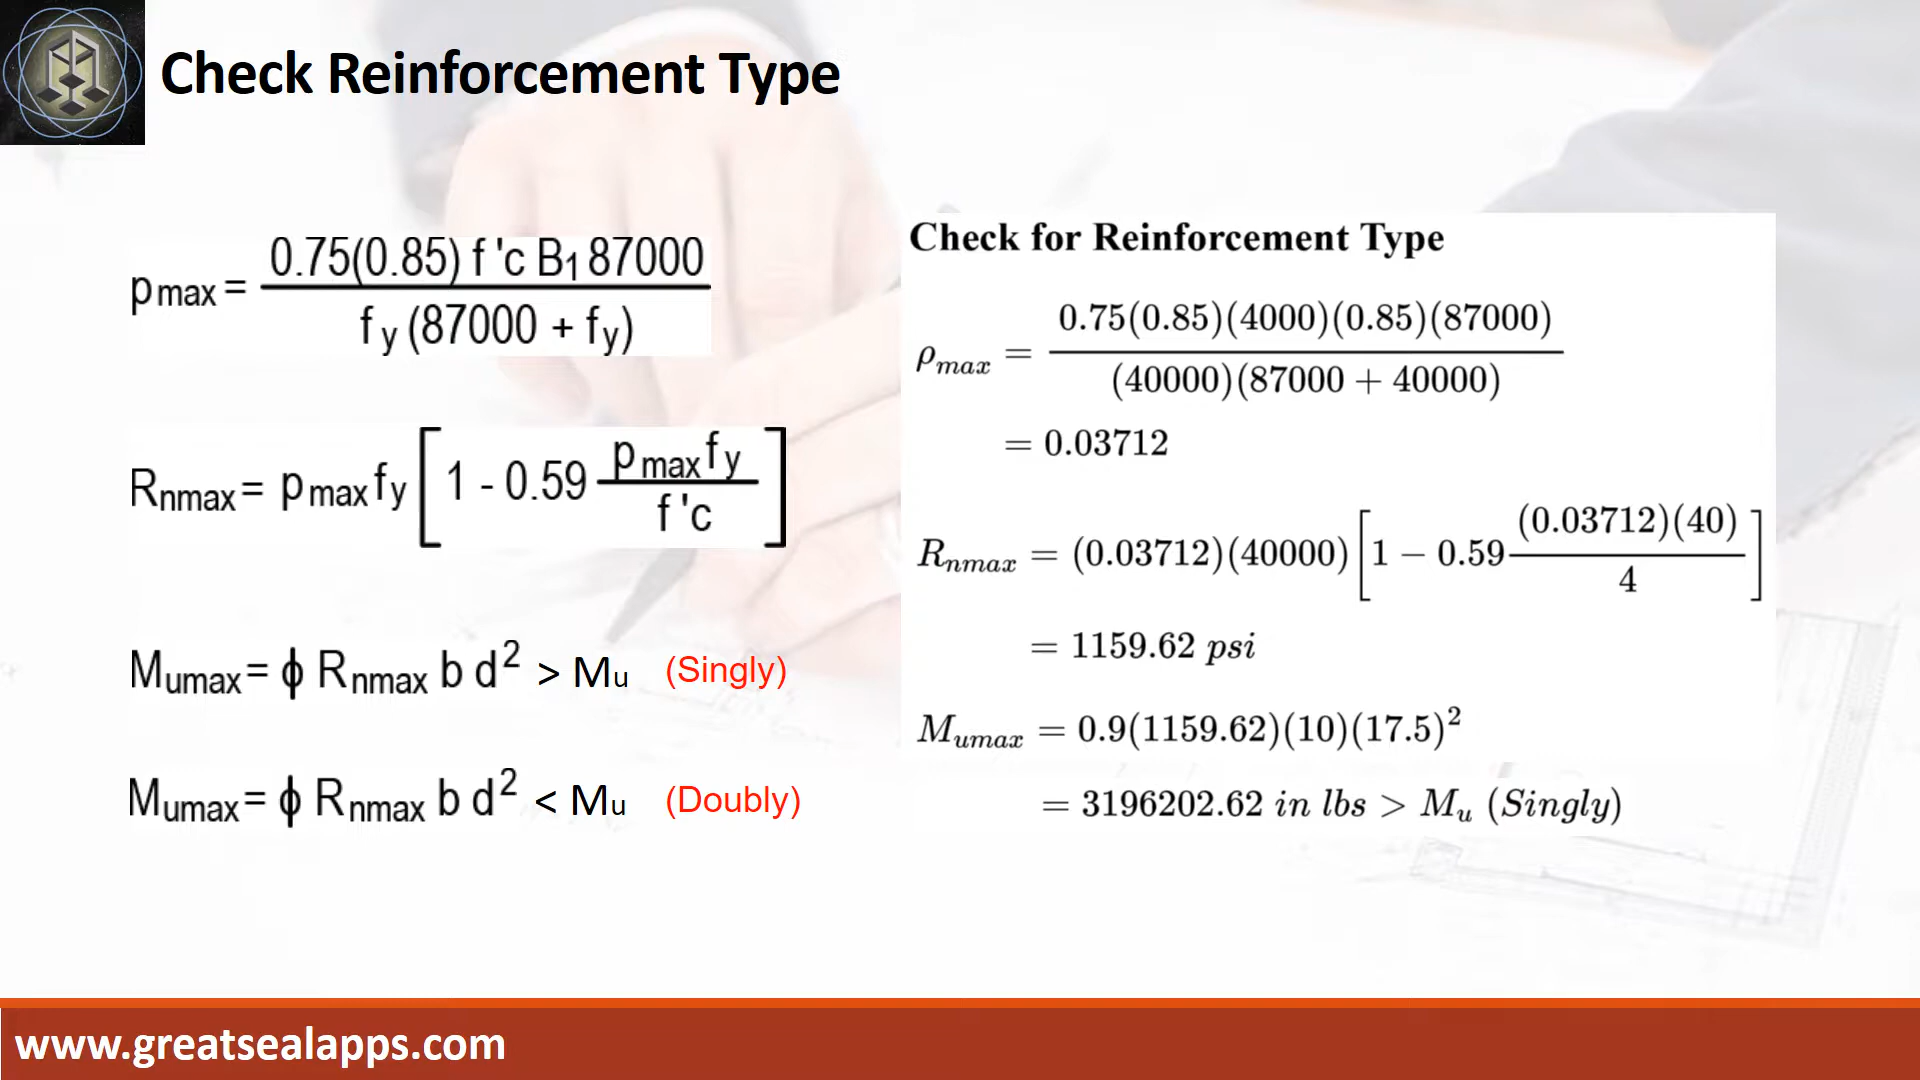 Check Reinforcement Type
pmax = 0.75(0.85) f 'c B1 87000 / fy (87000 + fy)
Rnmax = pmax fy [ 1 - 0.59 pmax fy / f 'c ]
Mumax = ϕ Rnmax b d² > Mu (Singly)
Mumax = ϕ Rnmax b d² < Mu (Doubly)
Check for Reinforcement Type
ρmax = 0.75(0.85)(4000)(0.85)(87000) / (40000)(87000 + 40000)
= 0.03712
Rnmax = (0.03712)(40000) [ 1 − 0.59 (0.03712)(40) / 4 ]
= 1159.62 psi
Mumax = 0.9(1159.62)(10)(17.5)²
= 3196202.62 in lbs > Mu (Singly)
www.greatsealapps.com